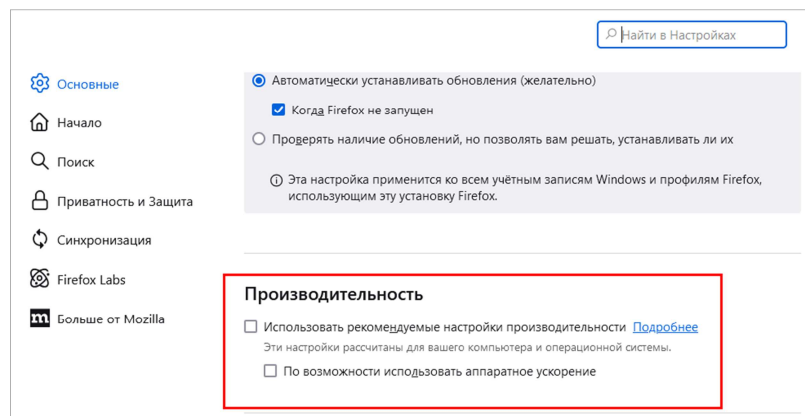 Найти в Настройках
Основные
Начало
Поиск
Приватность и Защита
Синхронизация
Firefox Labs
Больше от Mozilla
Автоматически устанавливать обновления (желательно)
Когда Firefox не запущен
Проверять наличие обновлений, но позволять вам решать, устанавливать ли их
Эта настройка применится ко всем учётным записям Windows и профилям Firefox,
использующим эту установку Firefox.
Производительность
Использовать рекомендуемые настройки производительности Подробнее
Эти настройки рассчитаны для вашего компьютера и операционной системы.
По возможности использовать аппаратное ускорение